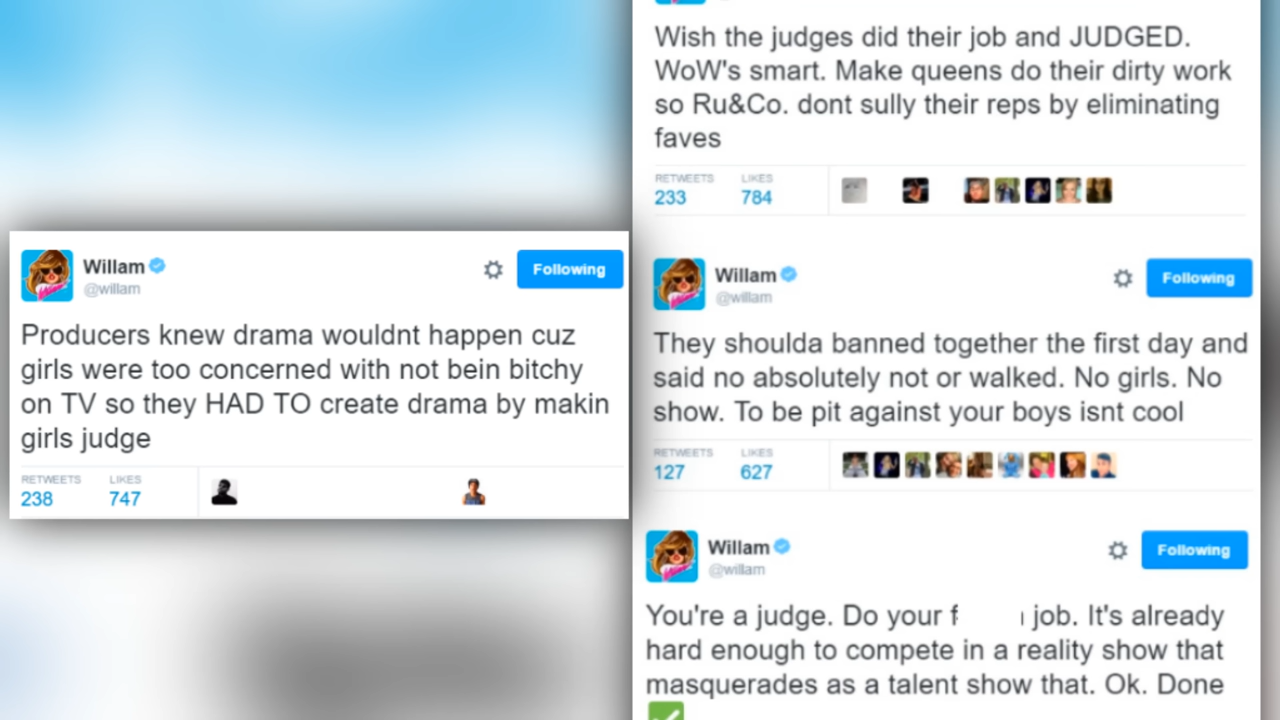 Willam
@willam
Following
Producers knew drama wouldnt happen cuz
girls were too concerned with not bein bitchy
on TV so they HAD TO create drama by makin
girls judge
RETWEETS LIKES
238 747
Wish the judges did their job and JUDGED.
WoW's smart. Make queens do their dirty work
so Ru&Co. dont sully their reps by eliminating
faves
RETWEETS LIKES
233 784
Willam
@willam
Following
They shoulda banned together the first day and
said no absolutely not or walked. No girls. No
show. To be pit against your boys isnt cool
RETWEETS LIKES
127 627
Willam
@willam
Following
You're a judge. Do your f job. It's already
hard enough to compete in a reality show that
masquerades as a talent show that. Ok. Done